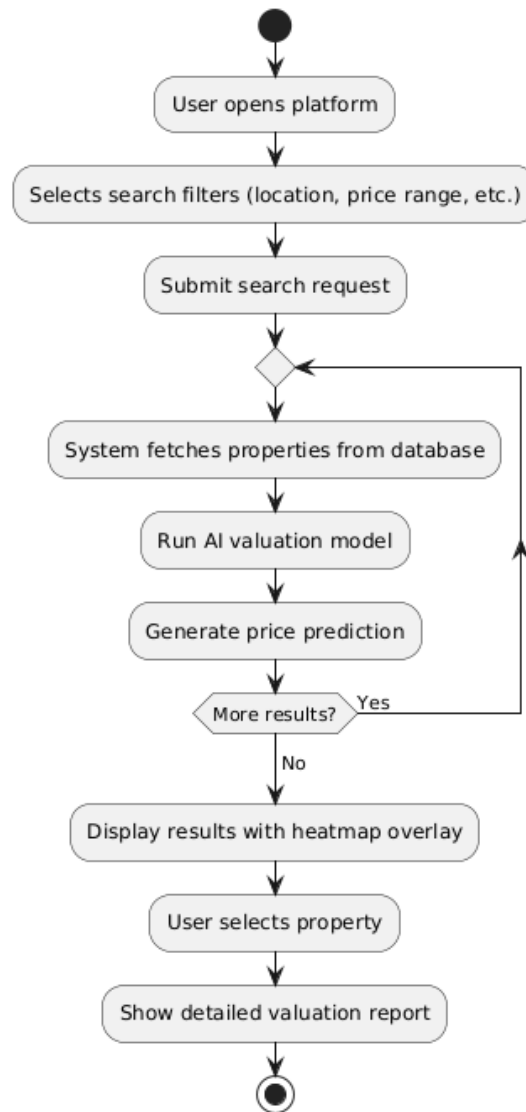 User opens platform
Selects search filters (location, price range, etc.)
Submit search request
System fetches properties from database
Run AI valuation model
Generate price prediction
More results?
Yes
No
Display results with heatmap overlay
User selects property
Show detailed valuation report